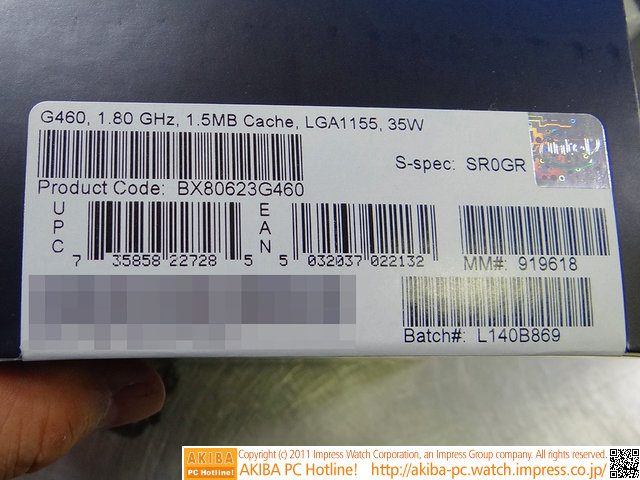 G460, 1.80 GHz, 1.5MB Cache, LGA1155, 35W
S-spec: SR0GR
Product Code: BX80623G460
UPC
7 35858 22728 5
EAN
5 032037 022132
MM#: 919618
Batch#: L140B869
AKIBA PC Hotline!
Copyright (c) 2011 Impress Watch Corporation, an Impress Group company. All rights reserved.
AKIBA PC Hotline! http://akiba-pc.watch.impress.co.jp/